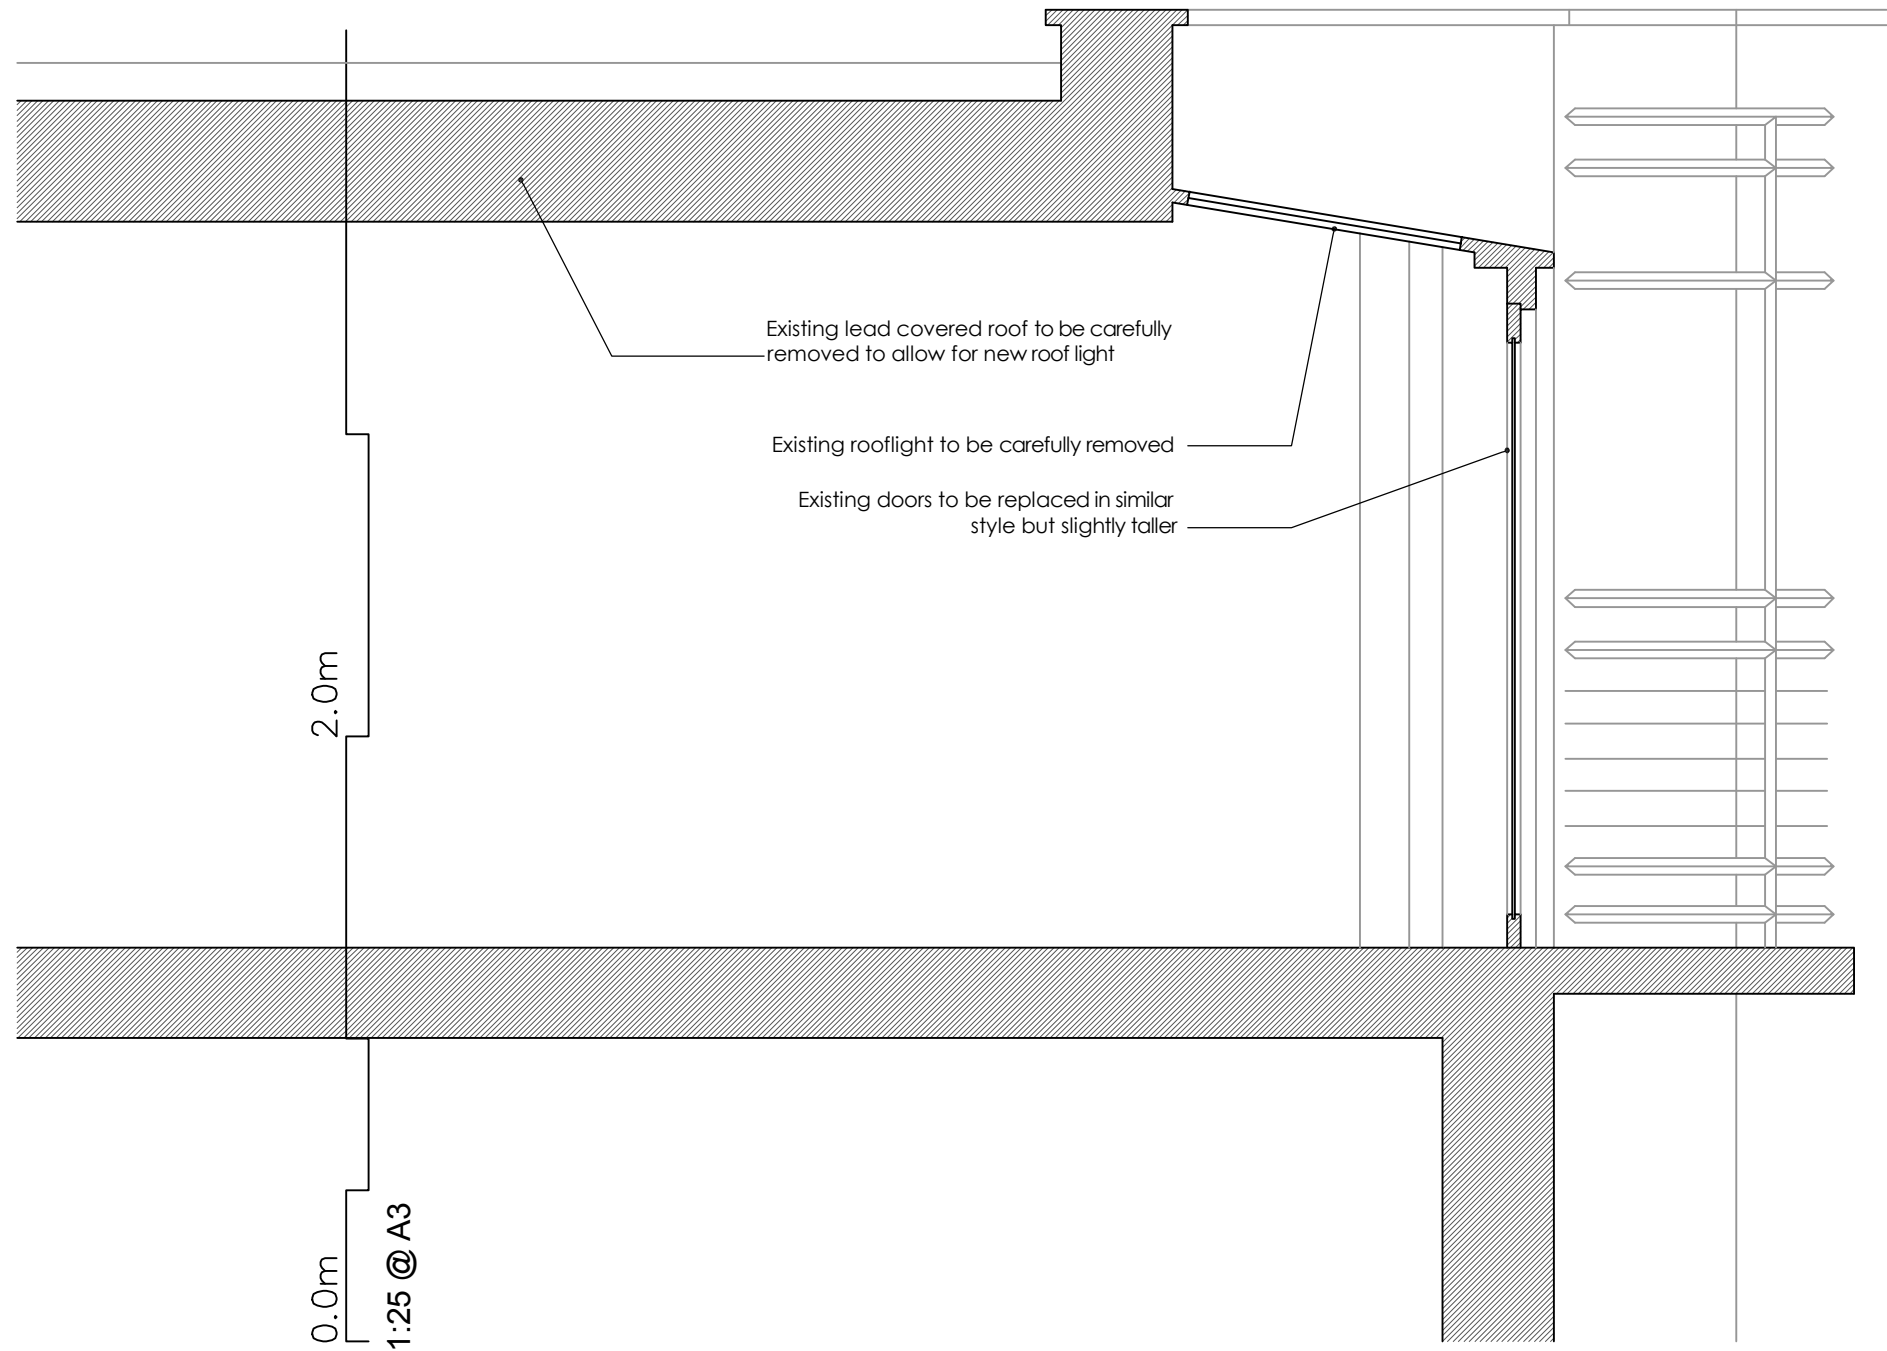 Existing lead covered roof to be carefully
removed to allow for new roof light
Existing rooflight to be carefully removed
Existing doors to be replaced in similar
style but slightly taller
2.0m
0.0m
1:25 @ A3